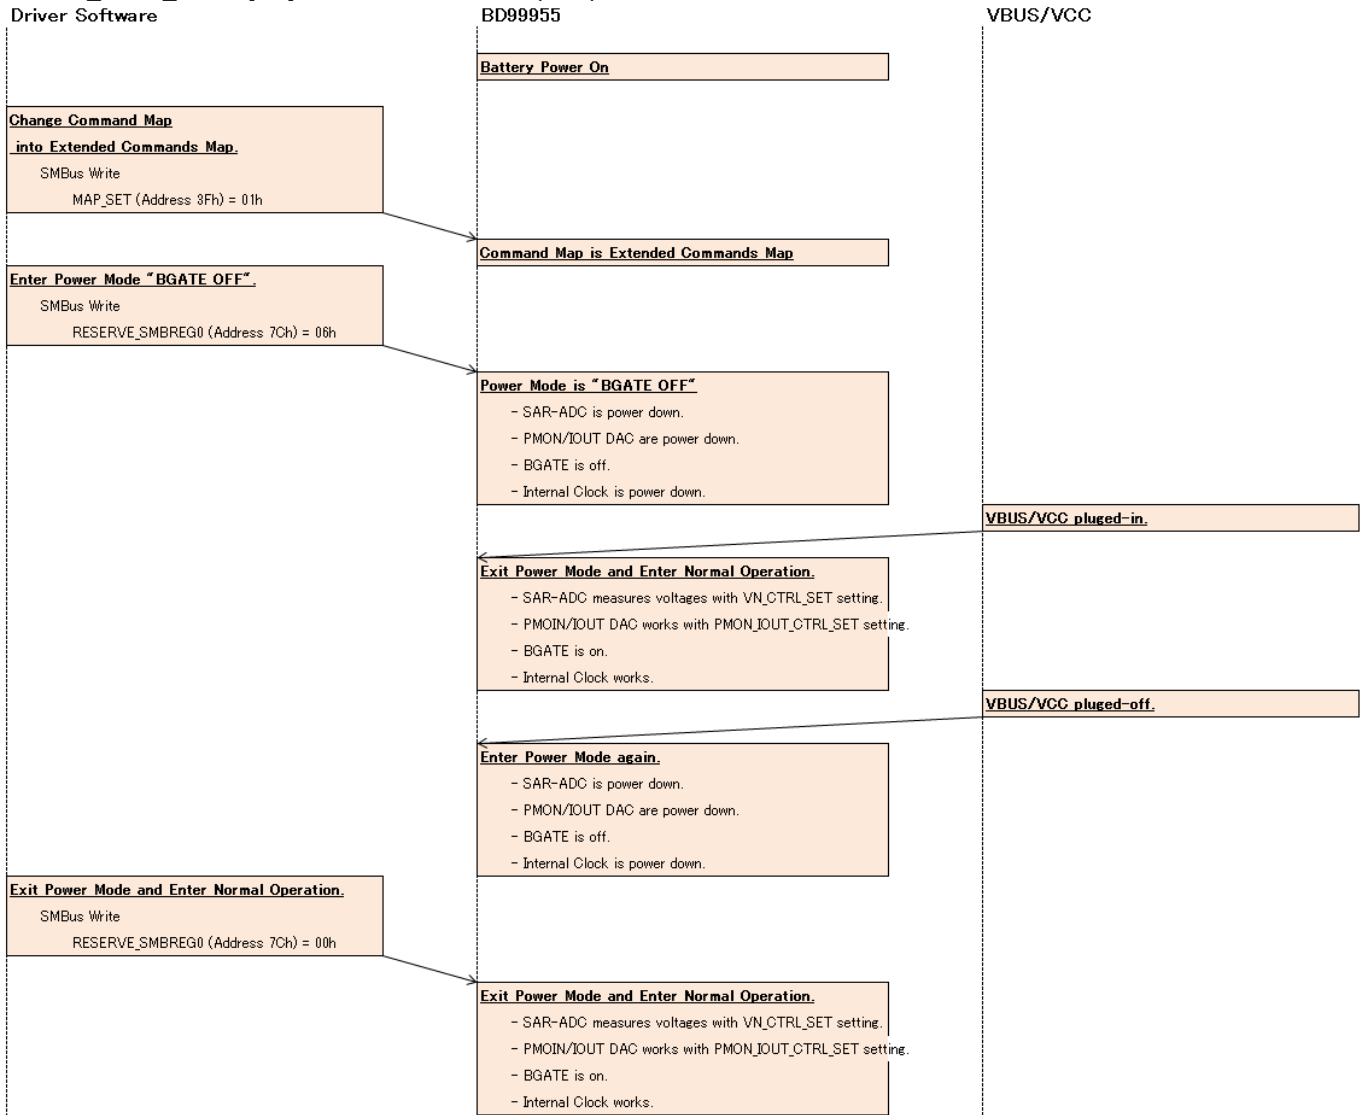 Driver Software
BD99955
VBUS/VCC
Battery Power On
Change Command Map
into Extended Commands Map.
SMBus Write
MAP_SET (Address 3Fh) = 01h
Command Map is Extended Commands Map
Enter Power Mode "BGATE OFF".
SMBus Write
RESERVE_SMBREG0 (Address 7Ch) = 06h
Power Mode is "BGATE OFF"
- SAR-ADC is power down.
- PMON/IOUT DAC are power down.
- BGATE is off.
- Internal Clock is power down.
VBUS/VCC pluged-in.
Exit Power Mode and Enter Normal Operation.
- SAR-ADC measures voltages with VN_CTRL_SET setting.
- PMOIN/IOUT DAC works with PMON_IOUT_CTRL_SET setting.
- BGATE is on.
- Internal Clock works.
VBUS/VCC pluged-off.
Enter Power Mode again.
- SAR-ADC is power down.
- PMON/IOUT DAC are power down.
- BGATE is off.
- Internal Clock is power down.
Exit Power Mode and Enter Normal Operation.
SMBus Write
RESERVE_SMBREG0 (Address 7Ch) = 00h
Exit Power Mode and Enter Normal Operation.
- SAR-ADC measures voltages with VN_CTRL_SET setting.
- PMOIN/IOUT DAC works with PMON_IOUT_CTRL_SET setting.
- BGATE is on.
- Internal Clock works.